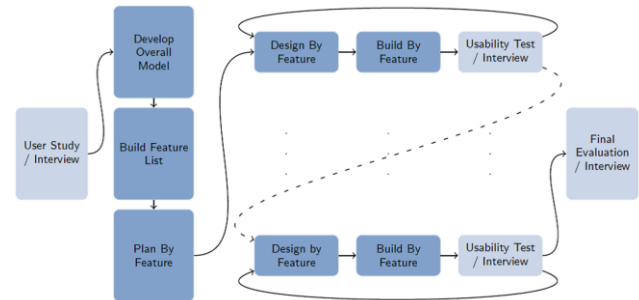 User Study
/ Interview
Develop
Overall
Model
Build Feature
List
Plan By
Feature
Design By
Feature
Build By
Feature
Usability Test
/ Interview
Design by
Feature
Build By
Feature
Usability Test
/ Interview
Final
Evaluation
/ Interview